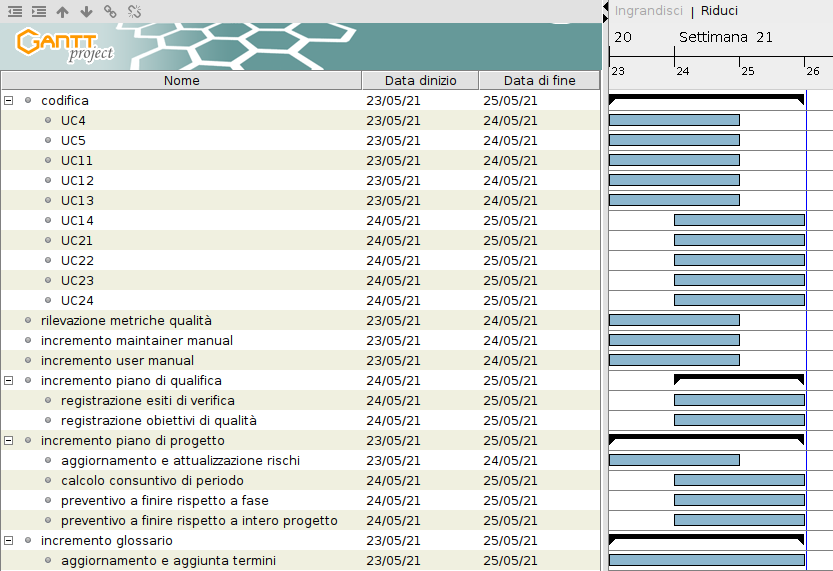 Ingrandisci | Riduci
GANTT project
20 Settimana 21
23 24 25 26
Nome Data dinizio Data di fine
codifica 23/05/21 25/05/21
UC4 23/05/21 24/05/21
UC5 23/05/21 24/05/21
UC11 23/05/21 24/05/21
UC12 23/05/21 24/05/21
UC13 23/05/21 24/05/21
UC14 24/05/21 25/05/21
UC21 24/05/21 25/05/21
UC22 24/05/21 25/05/21
UC23 24/05/21 25/05/21
UC24 24/05/21 25/05/21
rilevazione metriche qualità 23/05/21 24/05/21
incremento maintainer manual 23/05/21 24/05/21
incremento user manual 23/05/21 24/05/21
incremento piano di qualifica 24/05/21 25/05/21
registrazione esiti di verifica 24/05/21 25/05/21
registrazione obiettivi di qualità 24/05/21 25/05/21
incremento piano di progetto 23/05/21 25/05/21
aggiornamento e attualizzazione rischi 23/05/21 24/05/21
calcolo consuntivo di periodo 24/05/21 25/05/21
preventivo a finire rispetto a fase 24/05/21 25/05/21
preventivo a finire rispetto a intero progetto 24/05/21 25/05/21
incremento glossario 23/05/21 25/05/21
aggiornamento e aggiunta termini 23/05/21 25/05/21